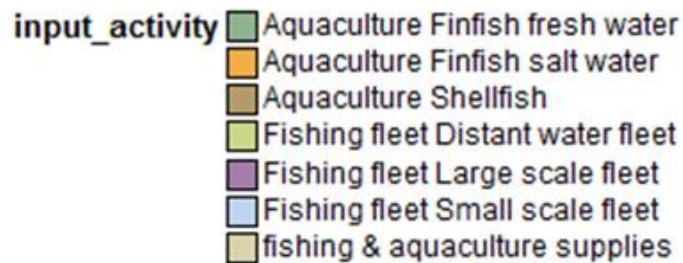 input_activity Aquaculture Finfish fresh water
Aquaculture Finfish salt water
Aquaculture Shellfish
Fishing fleet Distant water fleet
Fishing fleet Large scale fleet
Fishing fleet Small scale fleet
fishing & aquaculture supplies